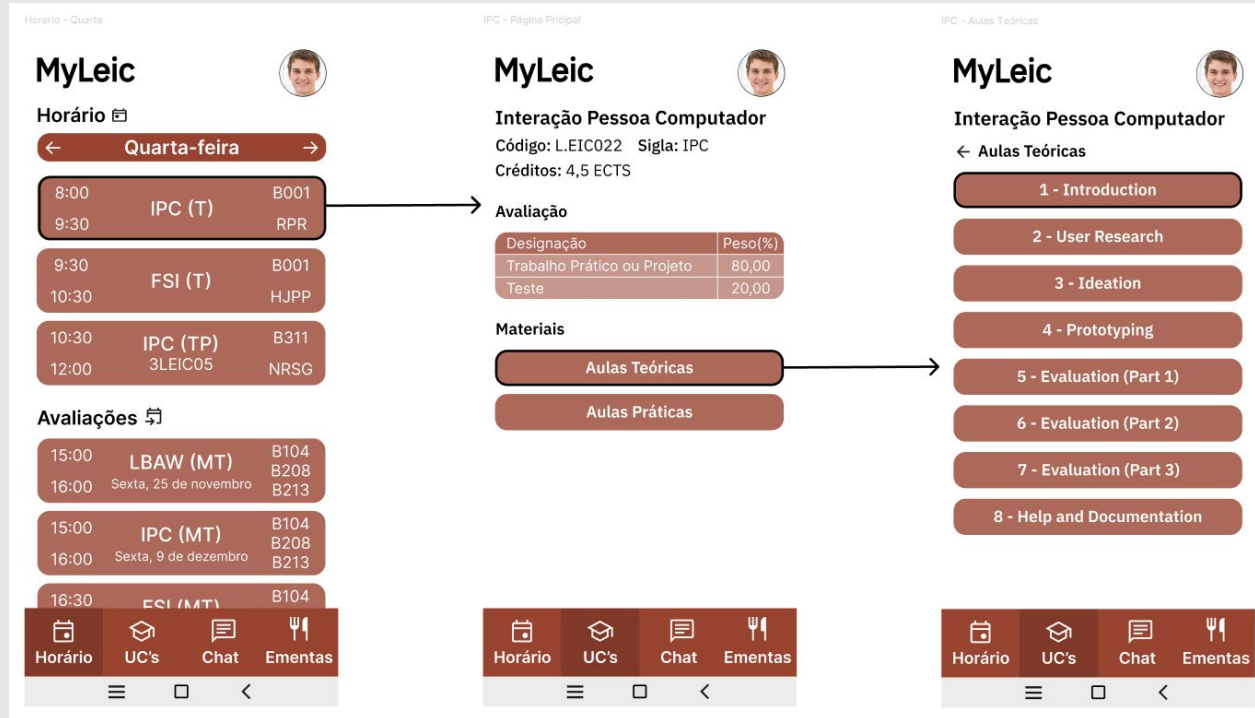 Horario - Quarta
MyLeic
Horário
Quarta-feira
8:00 IPC (T) B001
9:30 RPR
9:30 FSI (T) B001
10:30 HJPP
10:30 IPC (TP) B311
3LEIC05
12:00 NRSG
Avaliações
15:00 LBAW (MT) B104
B208
16:00 Sexta, 25 de novembro B213
15:00 IPC (MT) B104
B208
16:00 Sexta, 9 de dezembro B213
16:30 FSI (MT) B104
Horário UC's Chat Ementas
IPC - Página Pricipal
MyLeic
Interação Pessoa Computador
Código: L.EIC022 Sigla: IPC
Créditos: 4,5 ECTS
Avaliação
Designação Peso(%)
Trabalho Prático ou Projeto 80,00
Teste 20,00
Materiais
Aulas Teóricas
Aulas Práticas
Horário UC's Chat Ementas
IPC - Aulas Teóricas
MyLeic
Interação Pessoa Computador
Aulas Teóricas
1 - Introduction
2 - User Research
3 - Ideation
4 - Prototyping
5 - Evaluation (Part 1)
6 - Evaluation (Part 2)
7 - Evaluation (Part 3)
8 - Help and Documentation
Horário UC's Chat Ementas